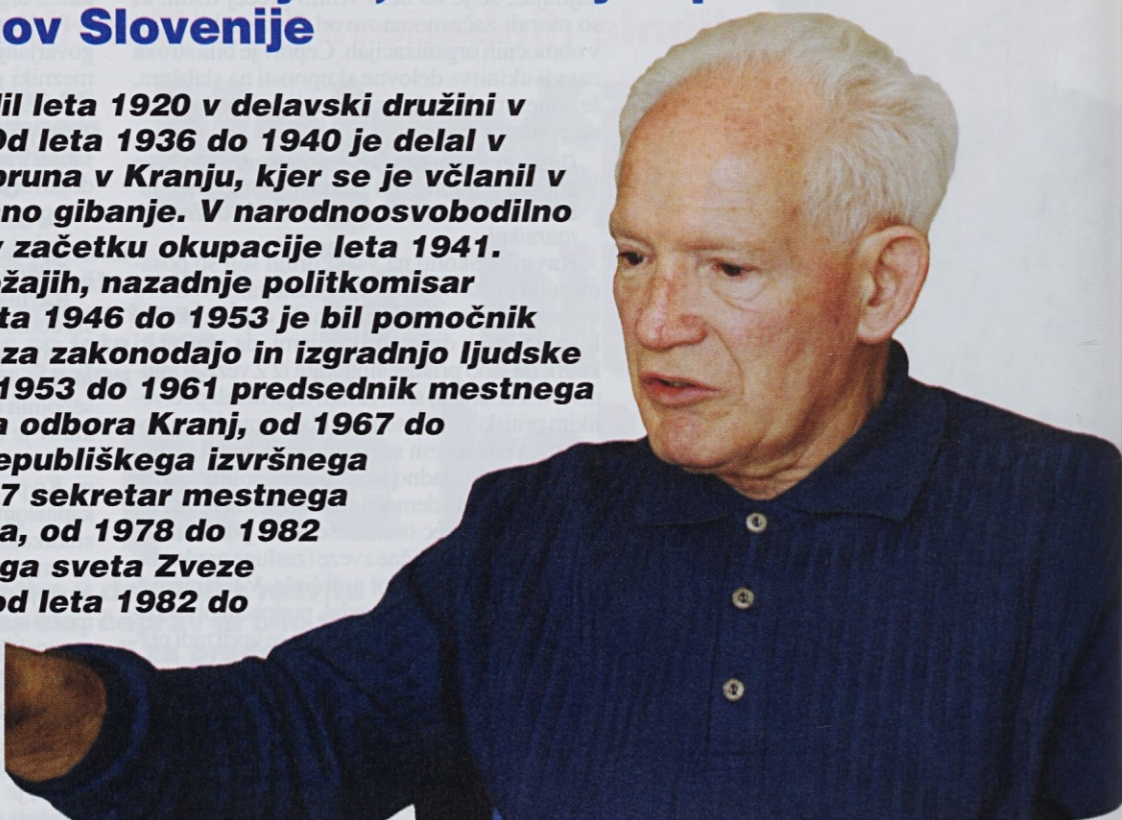 ov Slovenije
il leta 1920 v delavski družini v
Od leta 1936 do 1940 je delal v
bruna v Kranju, kjer se je včlanil v
no gibanje. V narodnoosvobodilno
v začetku okupacije leta 1941.
ožajih, nazadnje politkomisar
ta 1946 do 1953 je bil pomočnik
za zakonodajo in izgradnjo ljudske
1953 do 1961 predsednik mestnega
a odbora Kranj, od 1967 do
epubliškega izvršnega
7 sekretar mestnega
a, od 1978 do 1982
ga sveta Zveze
od leta 1982 do